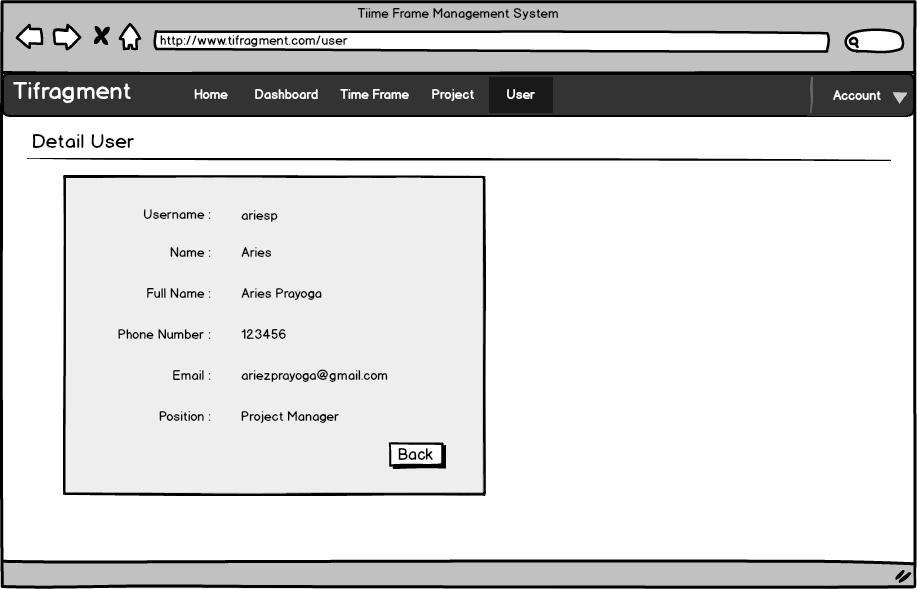 Tiime Frame Management System
http://www.tifragment.com/user
Tifragment Home Dashboard Time Frame Project User Account
Detail User
Username : ariesp
Name : Aries
Full Name : Aries Prayoga
Phone Number : 123456
Email : ariezprayoga@gmail.com
Position : Project Manager
Back